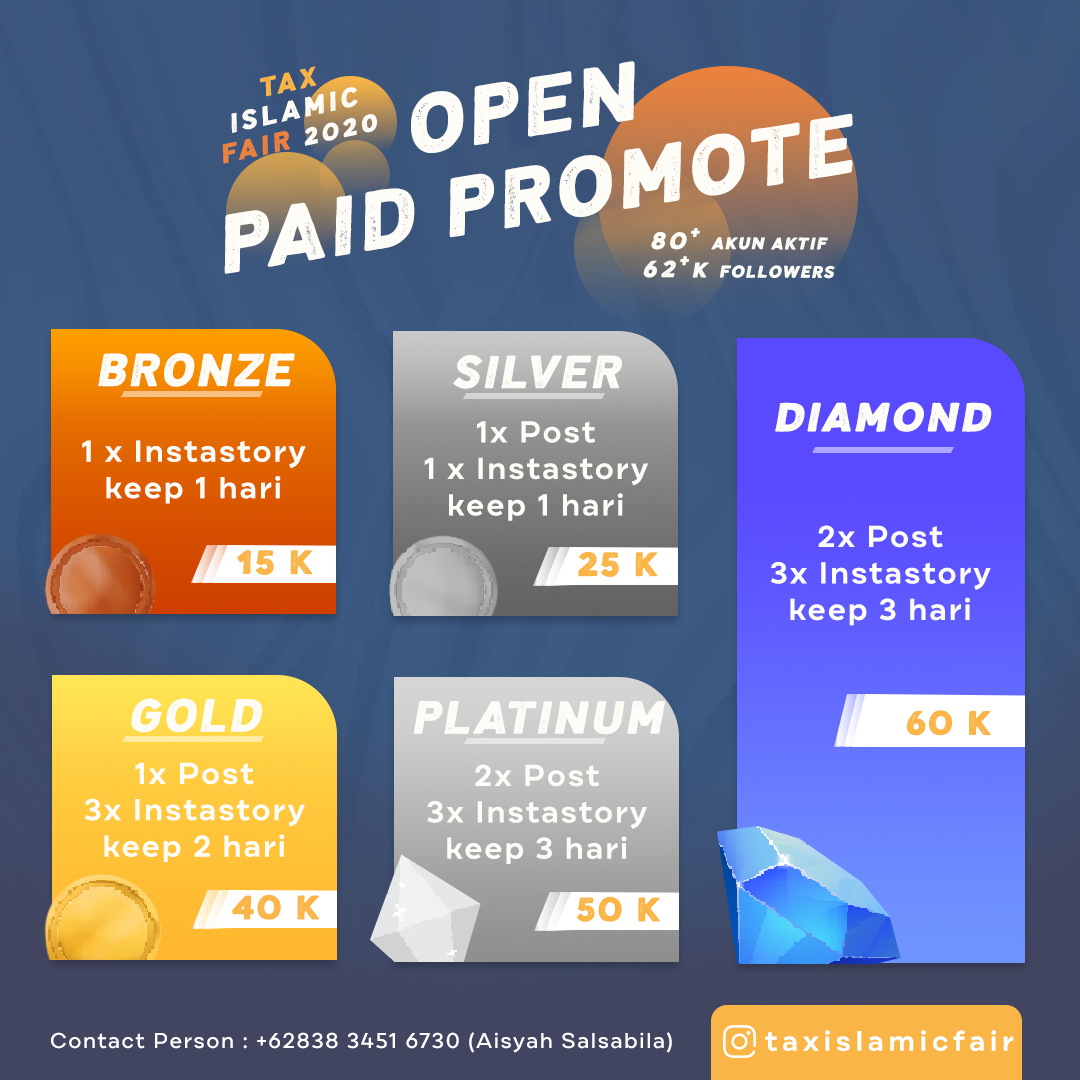 TAX
ISLAMIC
FAIR 2020
OPEN
PAID PROMOTE
80+ AKUN AKTIF
62+K FOLLOWERS
BRONZE
1 x Instastory
keep 1 hari
15 K
SILVER
1x Post
1 x Instastory
keep 1 hari
25 K
DIAMOND
2x Post
3x Instastory
keep 3 hari
60 K
GOLD
1x Post
3x Instastory
keep 2 hari
40 K
PLATINUM
2x Post
3x Instastory
keep 3 hari
50 K
Contact Person : +62838 3451 6730 (Aisyah Salsabila)
taxislamicfair